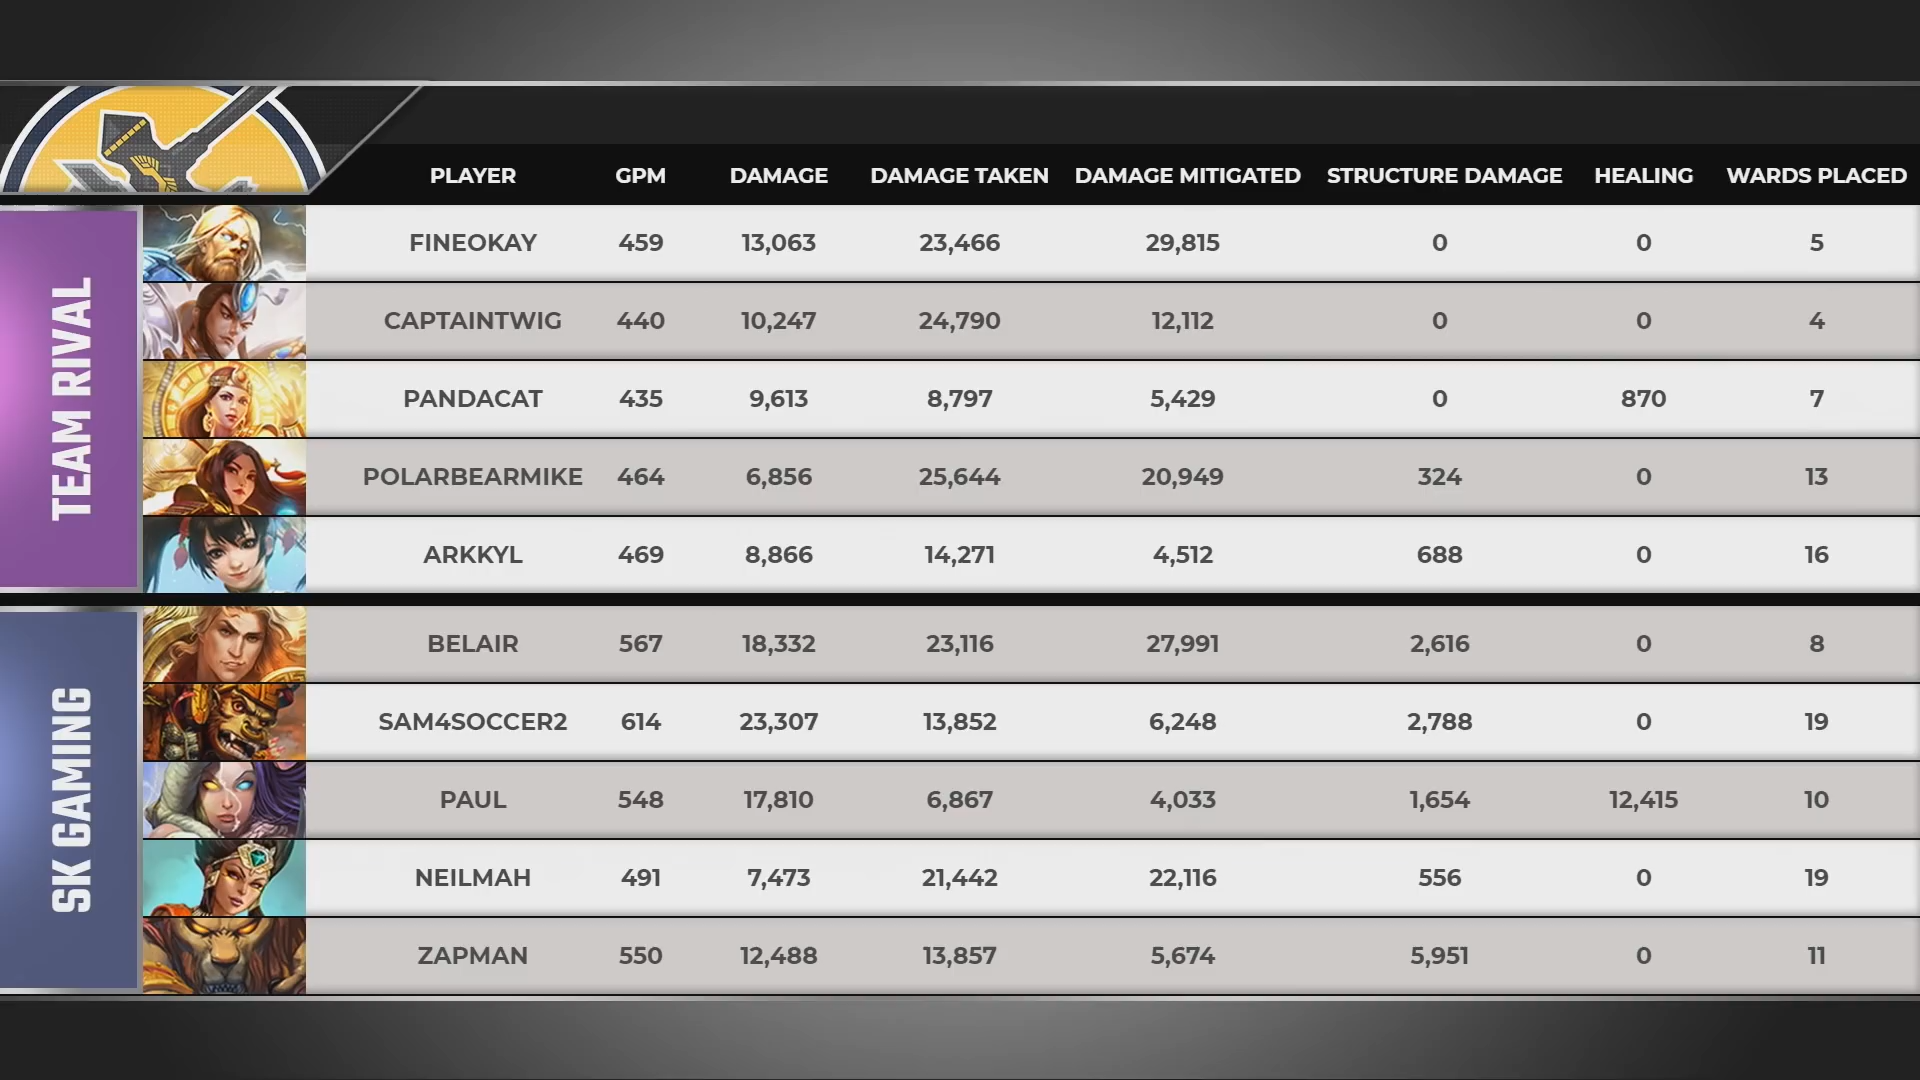 PLAYER GPM DAMAGE DAMAGE TAKEN DAMAGE MITIGATED STRUCTURE DAMAGE HEALING WARDS PLACED
TEAM RIVAL
FINEOKAY 459 13,063 23,466 29,815 0 0 5
CAPTAINTWIG 440 10,247 24,790 12,112 0 0 4
PANDACAT 435 9,613 8,797 5,429 0 870 7
POLARBEARMIKE 464 6,856 25,644 20,949 324 0 13
ARKKYL 469 8,866 14,271 4,512 688 0 16
SK GAMING
BELAIR 567 18,332 23,116 27,991 2,616 0 8
SAM4SOCCER2 614 23,307 13,852 6,248 2,788 0 19
PAUL 548 17,810 6,867 4,033 1,654 12,415 10
NEILMAH 491 7,473 21,442 22,116 556 0 19
ZAPMAN 550 12,488 13,857 5,674 5,951 0 11